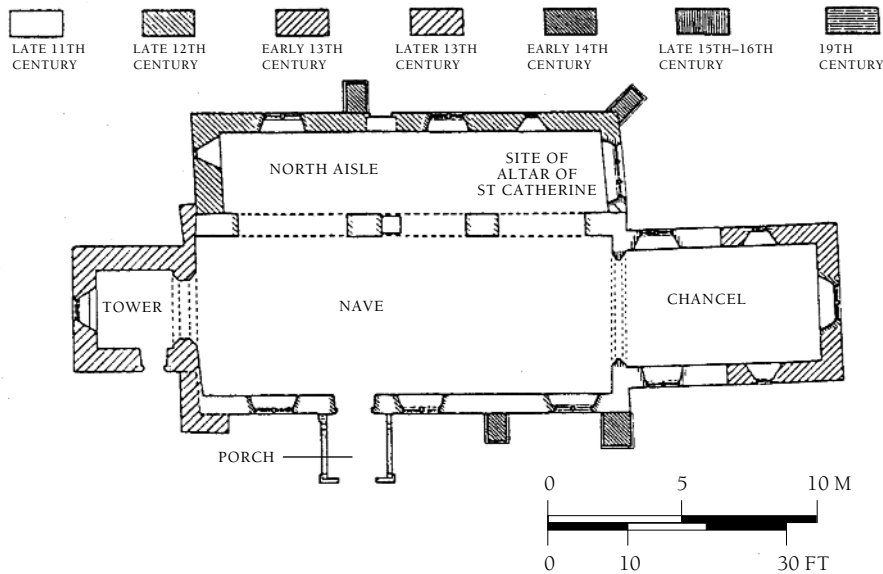 LATE 11TH
CENTURY
LATE 12TH
CENTURY
EARLY 13TH
CENTURY
LATER 13TH
CENTURY
EARLY 14TH
CENTURY
LATE 15TH–16TH
CENTURY
19TH
CENTURY
NORTH AISLE
SITE OF
ALTAR OF
ST CATHERINE
TOWER
NAVE
CHANCEL
PORCH
0 5 10 M
0 10 30 FT